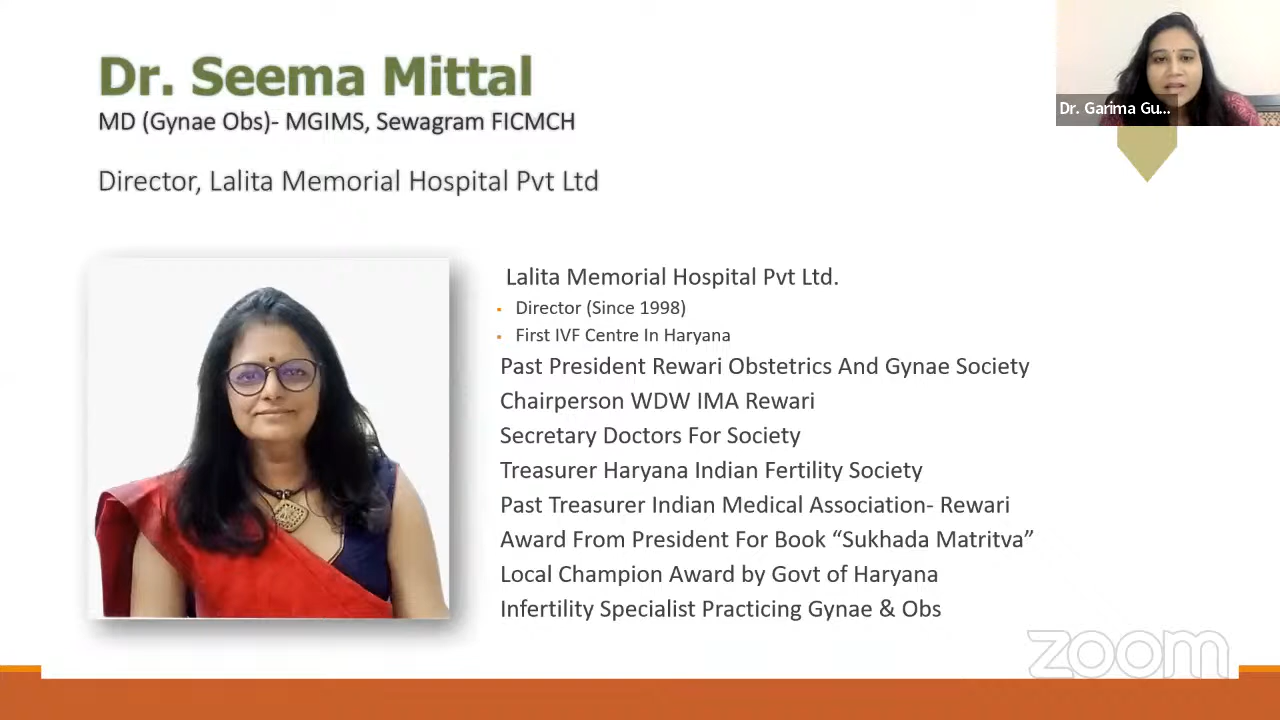 Dr. Seema Mittal
MD (Gynae Obs)- MGIMS, Sewagram FICMCH
Director, Lalita Memorial Hospital Pvt Ltd
Dr. Garima Gu...
Lalita Memorial Hospital Pvt Ltd.
Director (Since 1998)
First IVF Centre In Haryana
Past President Rewari Obstetrics And Gynae Society
Chairperson WDW IMA Rewari
Secretary Doctors For Society
Treasurer Haryana Indian Fertility Society
Past Treasurer Indian Medical Association- Rewari
Award From President For Book “Sukhada Matritva”
Local Champion Award by Govt of Haryana
Infertility Specialist Practicing Gynae & Obs
zoom